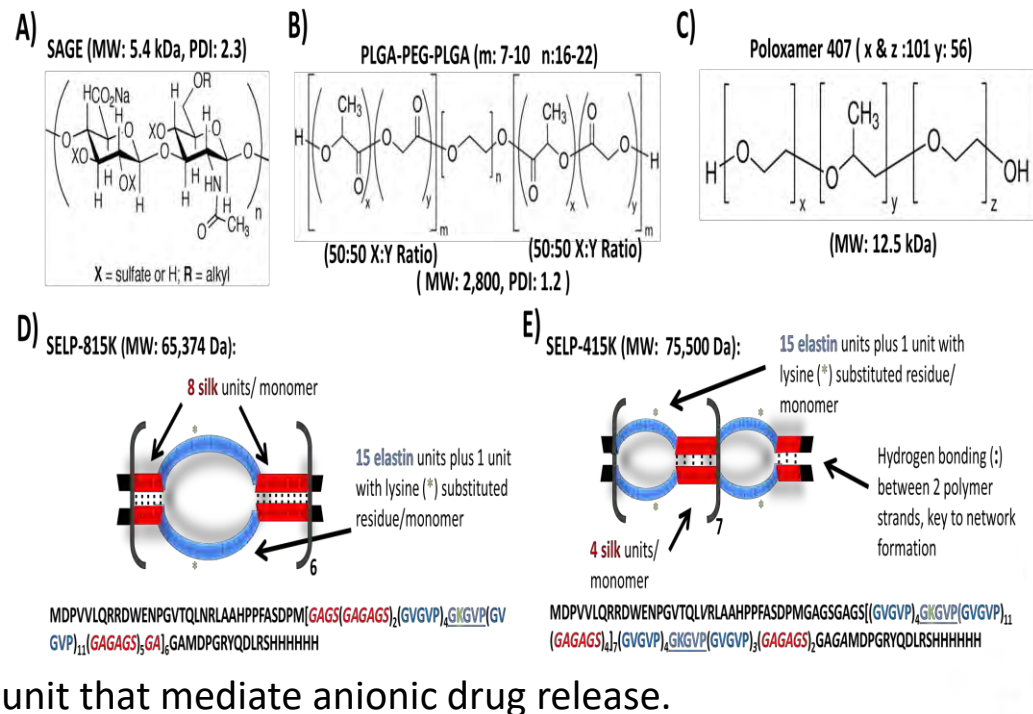 A)
SAGE (MW: 5.4 kDa, PDI: 2.3)
CO₂Na
OR
H
O
H
XO
OX
H
HN
O
CH₃
n
X = sulfate or H; R = alkyl
B)
PLGA-PEG-PLGA (m: 7-10 n:16-22)
H
O
CH₃
O
x
y
m
n
CH₃
O
x
y
m
H
(50:50 X:Y Ratio)
(50:50 X:Y Ratio)
( MW: 2,800, PDI: 1.2 )
C)
Poloxamer 407 ( x & z :101 y: 56)
H
O
x
CH₃
O
y
O
z
OH
(MW: 12.5 kDa)
D)
SELP-815K (MW: 65,374 Da):
8 silk units/ monomer
15 elastin units plus 1 unit
with lysine (*) substituted
residue/monomer
6
MDPVVLQRRDWENPGVTQLNRLAAHPPFASDPM[GAGS(GAGAGS)₂(GVGVP)₄GKGVP(GV
GVP)₁₁(GAGAGS)₅GA]₆GAMDPGRYQDLRSHHHHHH
E)
SELP-415K (MW: 75,500 Da):
15 elastin units plus 1 unit with
lysine (*) substituted residue/
monomer
7
4 silk units/
monomer
Hydrogen bonding (:)
between 2 polymer
strands, key to network
formation
MDPVVLQRRDWENPGVTQLVRLAAHPPFASDPMGAGSGAGS[(GVGVP)₄GKGVP(GVGVP)₁₁
(GAGAGS)₄]₇(GVGVP)₄GKGVP(GVGVP)₃(GAGAGS)₂GAGAMDPGRYQDLRSHHHHHH
unit that mediate anionic drug release.